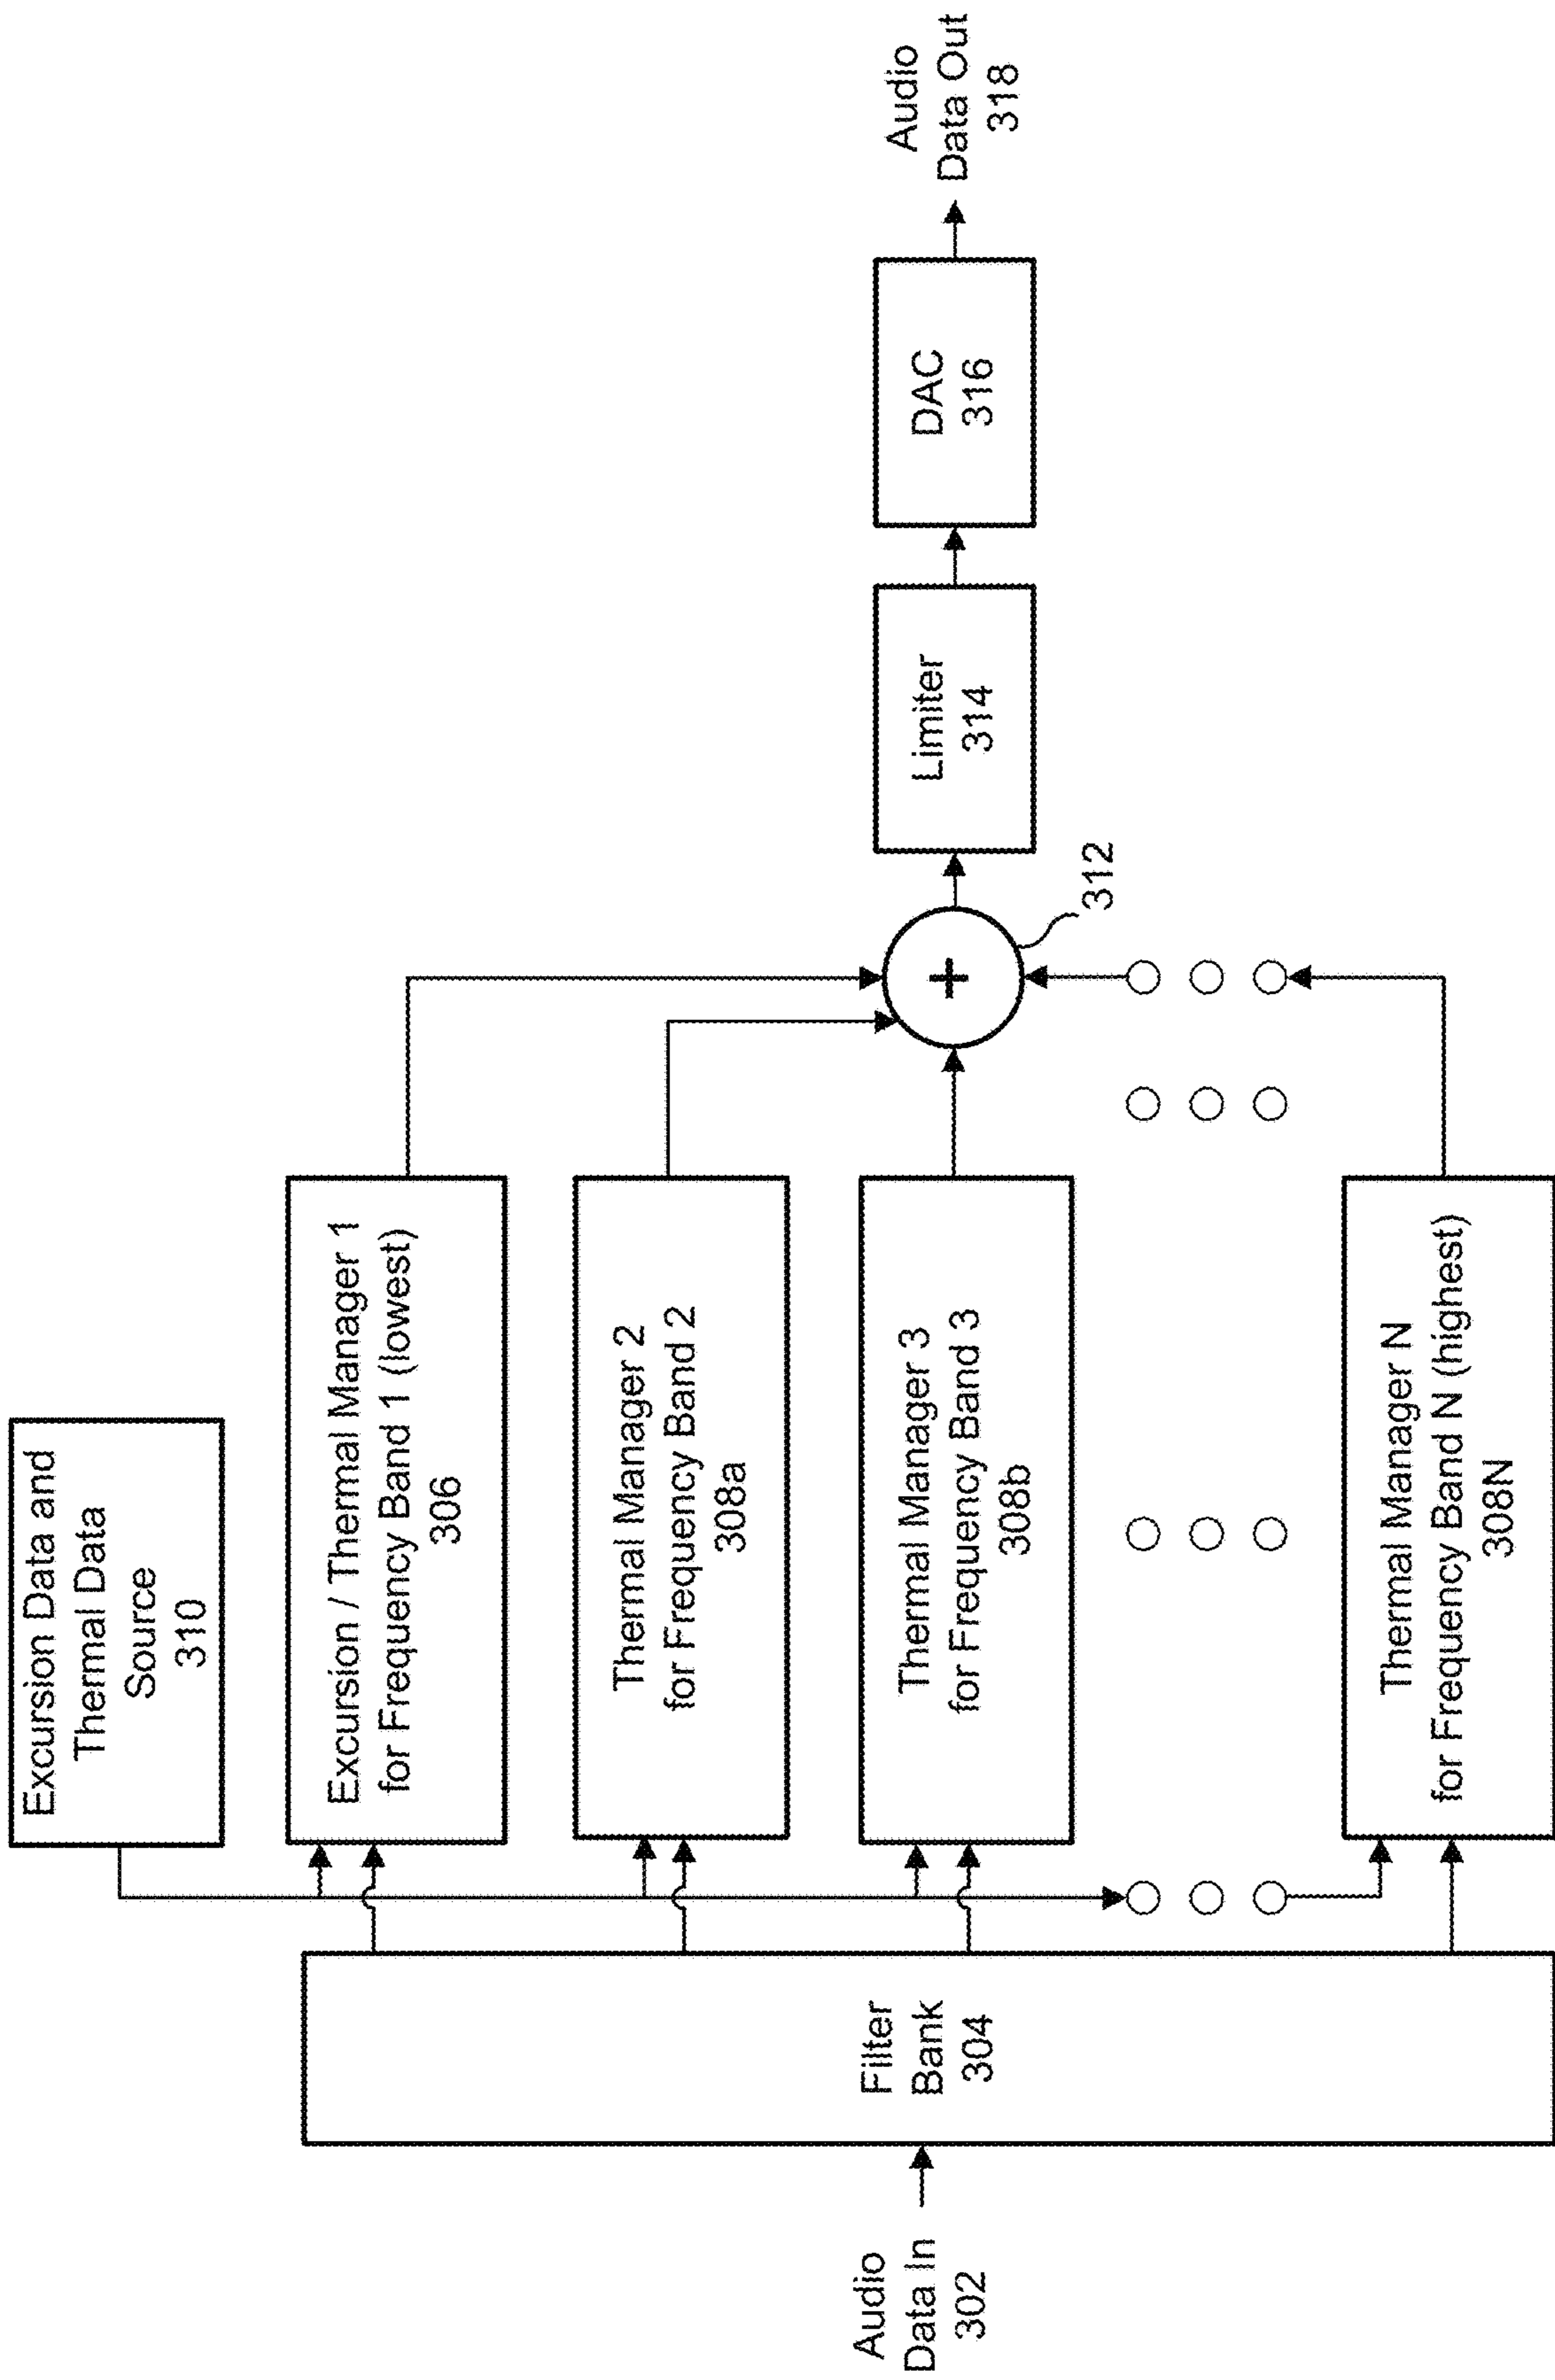 Excursion Data and
Thermal Data
Source
310
Excursion / Thermal Manager 1
for Frequency Band 1 (lowest)
306
Thermal Manager 2
for Frequency Band 2
308a
Thermal Manager 3
for Frequency Band 3
308b
Thermal Manager N
for Frequency Band N (highest)
308N
Audio
Data In
302
Filter
Bank
304
+
312
Limiter
314
DAC
316
Audio
Data Out
318